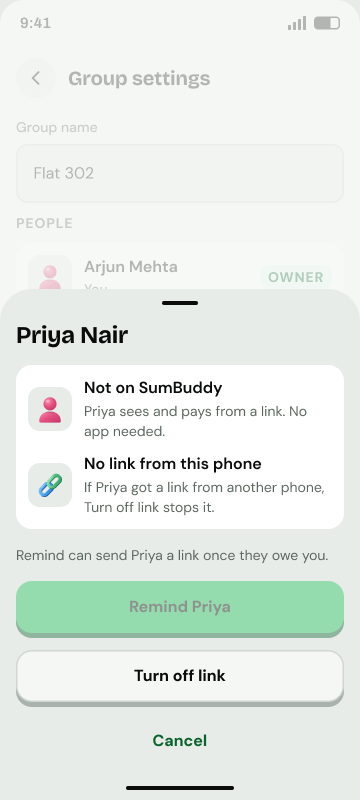 9:41
Group settings
Group name
Flat 302
PEOPLE
Arjun Mehta
You
OWNER
Priya Nair
Not on SumBuddy
Priya sees and pays from a link. No
app needed.
No link from this phone
If Priya got a link from another phone,
Turn off link stops it.
Remind can send Priya a link once they owe you.
Remind Priya
Turn off link
Cancel